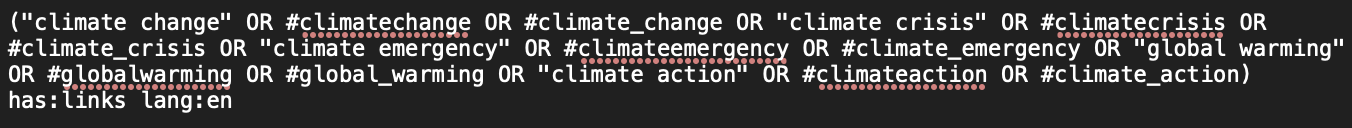 ("climate change" OR #climatechange OR #climate_change OR "climate crisis" OR #climatecrisis OR
#climate_crisis OR "climate emergency" OR #climateemergency OR #climate_emergency OR "global warming"
OR #globalwarming OR #global_warming OR "climate action" OR #climateaction OR #climate_action)
has:links lang:en